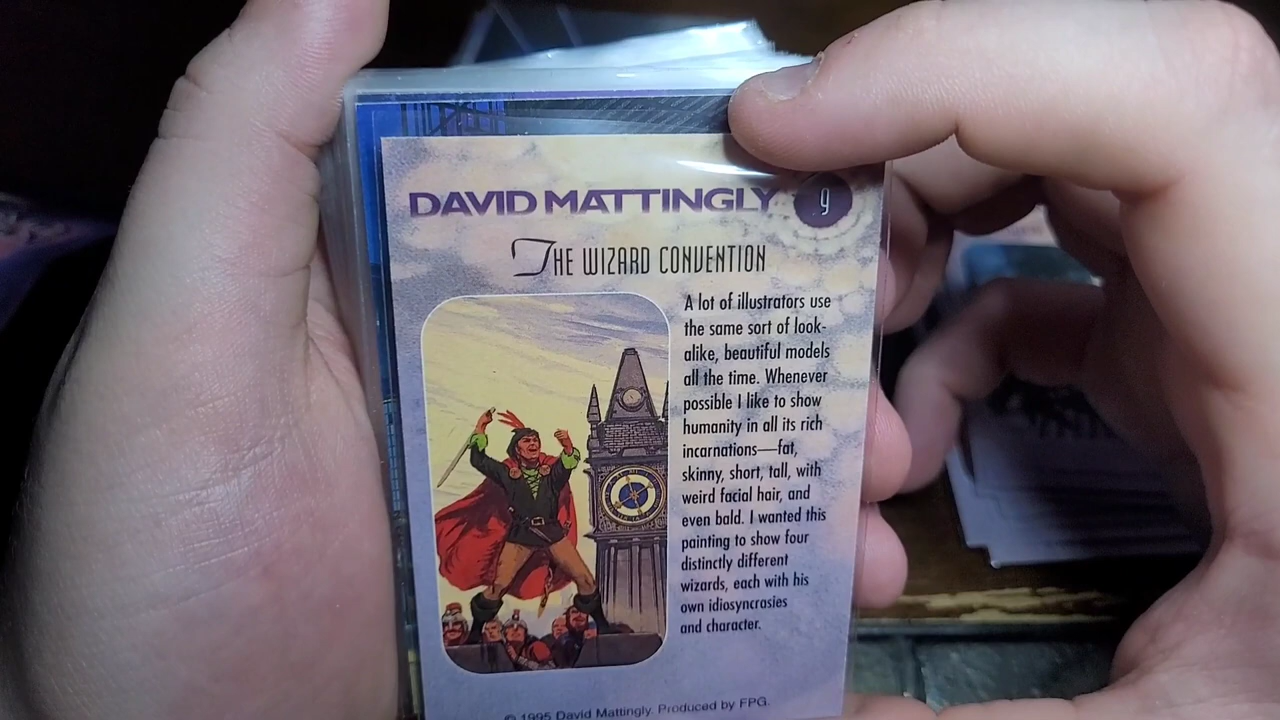 DAVID MATTINGLY 9
THE WIZARD CONVENTION
A lot of illustrators use
the same sort of look-
alike, beautiful models
all the time. Whenever
possible I like to show
humanity in all its rich
incarnations—fat,
skinny, short, tall, with
weird facial hair, and
even bald. I wanted this
painting to show four
distinctly different
wizards, each with his
own idiosyncrasies
and character.
© 1995 David Mattingly. Produced by FPG.